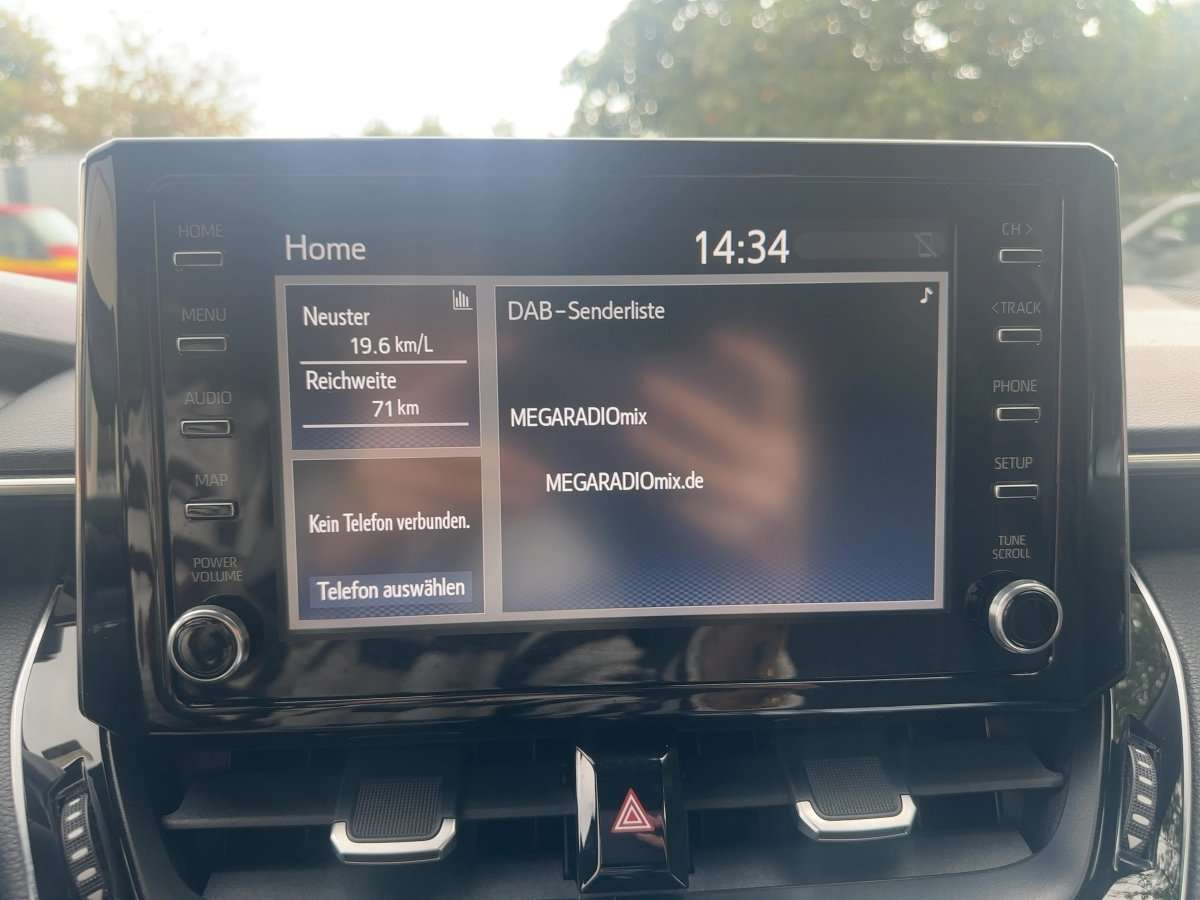 HOME
MENU
AUDIO
MAP
POWER
VOLUME
Home
14:34
Neuster
19.6 km/L
Reichweite
71 km
Kein Telefon verbunden.
Telefon auswählen
DAB-Senderliste
MEGARADIOmix
MEGARADIOmix.de
CH >
< TRACK
PHONE
SETUP
TUNE
SCROLL